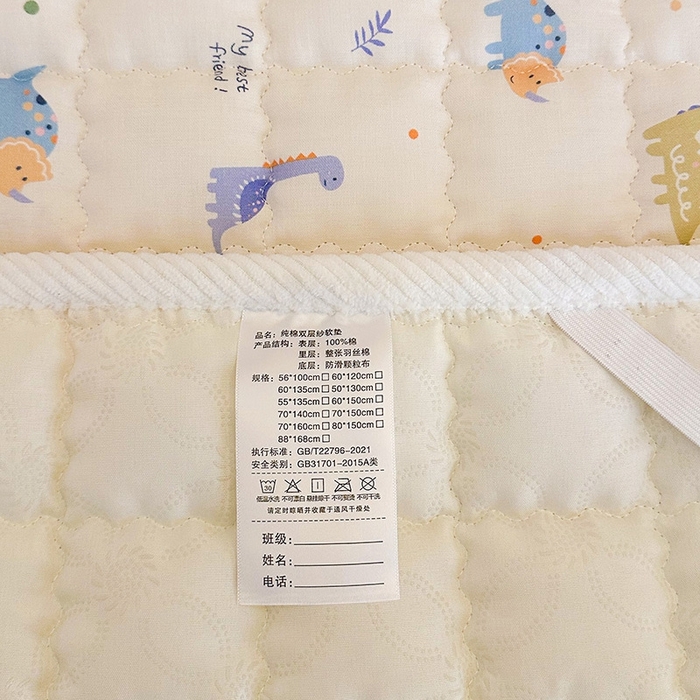 My best
friend!
品名：纯棉双层纱软垫
产品结构：表层：100%棉
里层：整张羽丝棉
底层：防滑颗粒布
规格：56*100cm□ 60*120cm□
60*135cm□ 50*130cm□
55*135cm□ 60*150cm□
70*140cm□ 70*150cm□
70*160cm□ 80*150cm□
88*168cm□
执行标准：GB/T22796-2021
安全类别：GB31701-2015A类
30
低温水洗 不可漂白 悬挂晾干 不可熨烫 不可干洗
请定时晾晒并收藏于通风干燥处
班级：
姓名：
电话：